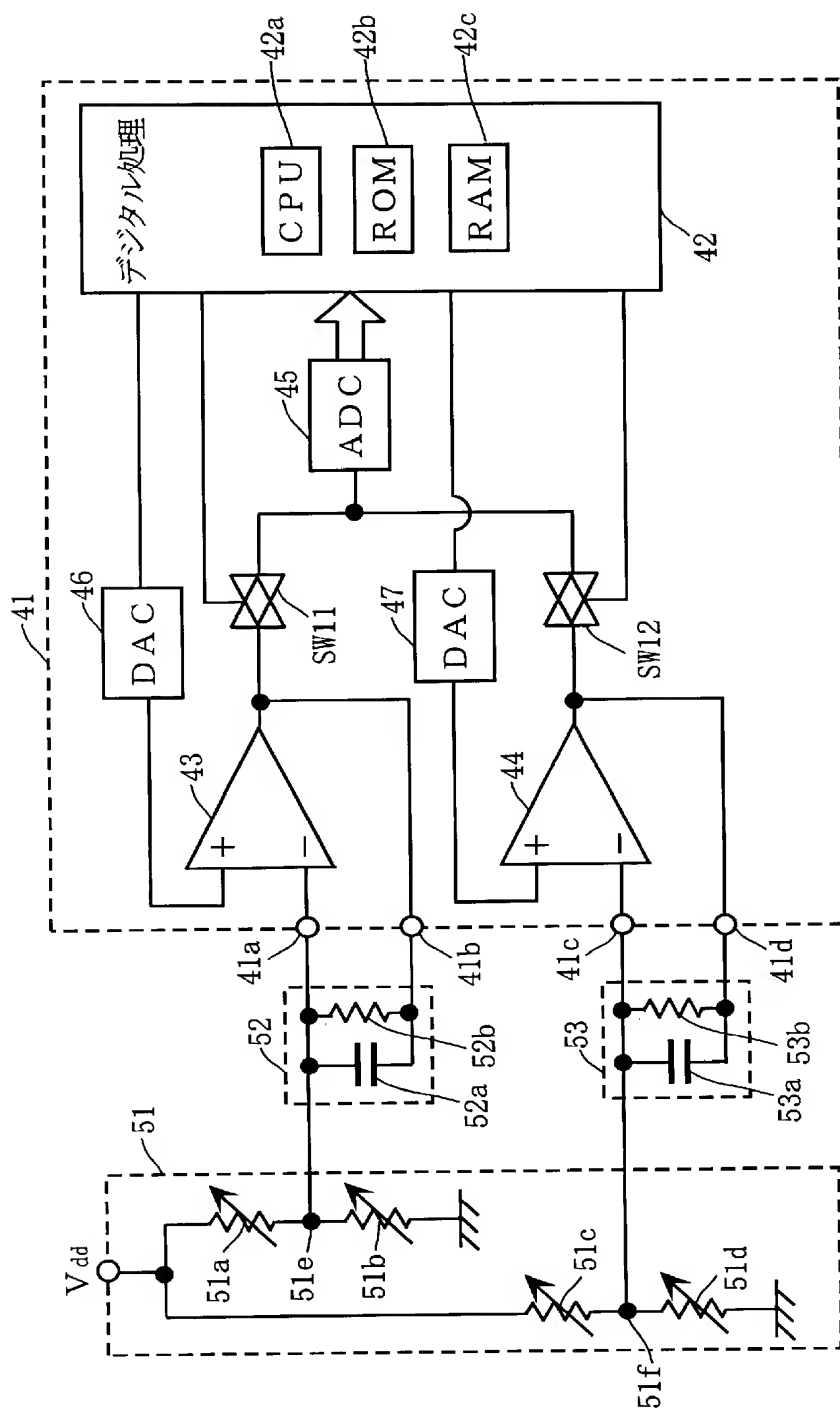 41
デジタル処理
CPU
42a
ROM
42b
RAM
42c
42
46
DAC
45
ADC
SW11
47
DAC
SW12
43
+
−
44
+
−
41a
41b
41c
41d
52
52b
52a
53
53b
53a
51
Vdd
51a
51e
51b
51c
51d
51f